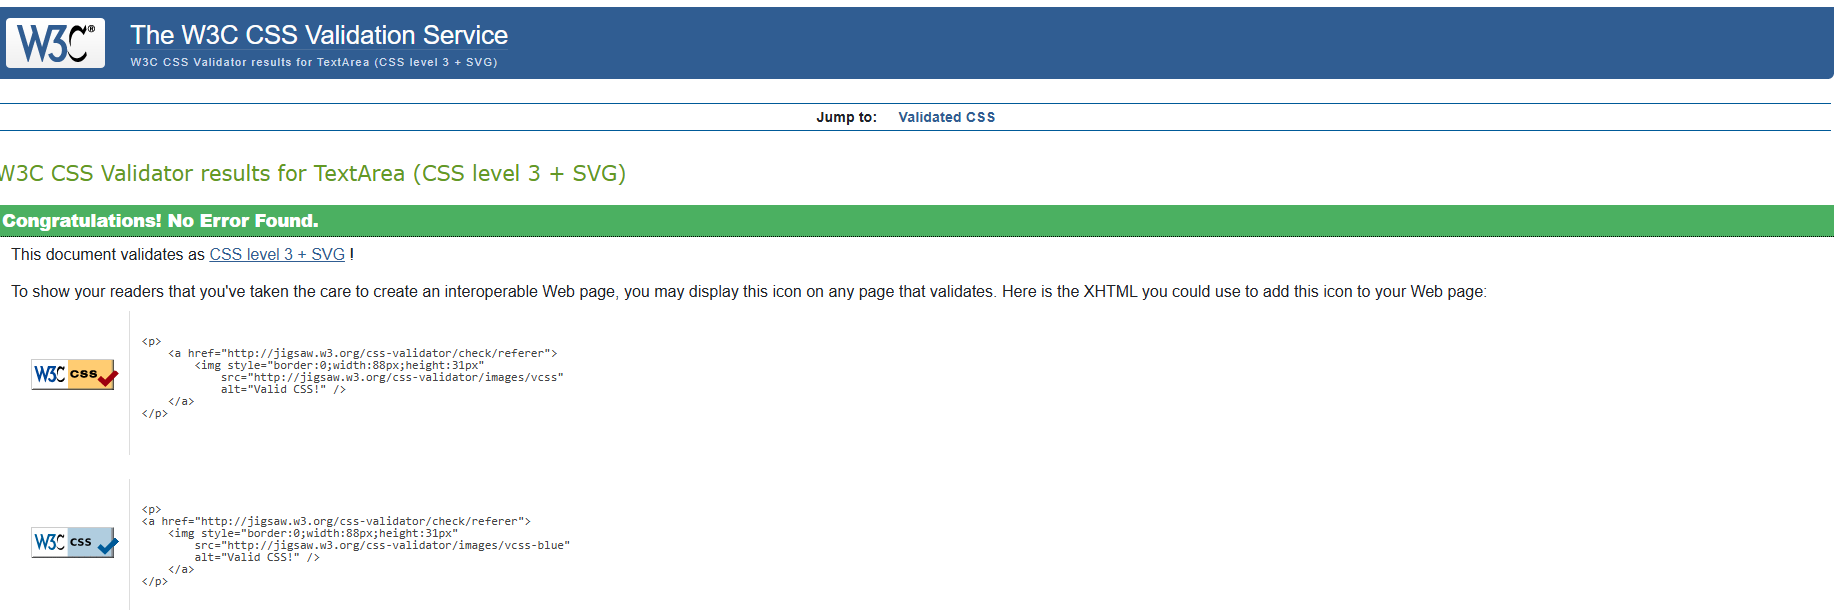 W3C®
The W3C CSS Validation Service
W3C CSS Validator results for TextArea (CSS level 3 + SVG)
Jump to: Validated CSS
W3C CSS Validator results for TextArea (CSS level 3 + SVG)
Congratulations! No Error Found.
This document validates as CSS level 3 + SVG !
To show your readers that you've taken the care to create an interoperable Web page, you may display this icon on any page that validates. Here is the XHTML you could use to add this icon to your Web page:
W3C css
<p>
    <a href="http://jigsaw.w3.org/css-validator/check/referer">
        <img style="border:0;width:88px;height:31px"
            src="http://jigsaw.w3.org/css-validator/images/vcss"
            alt="Valid CSS!" />
    </a>
</p>
W3C css
<p>
<a href="http://jigsaw.w3.org/css-validator/check/referer">
    <img style="border:0;width:88px;height:31px"
        src="http://jigsaw.w3.org/css-validator/images/vcss-blue"
        alt="Valid CSS!" />
    </a>
</p>